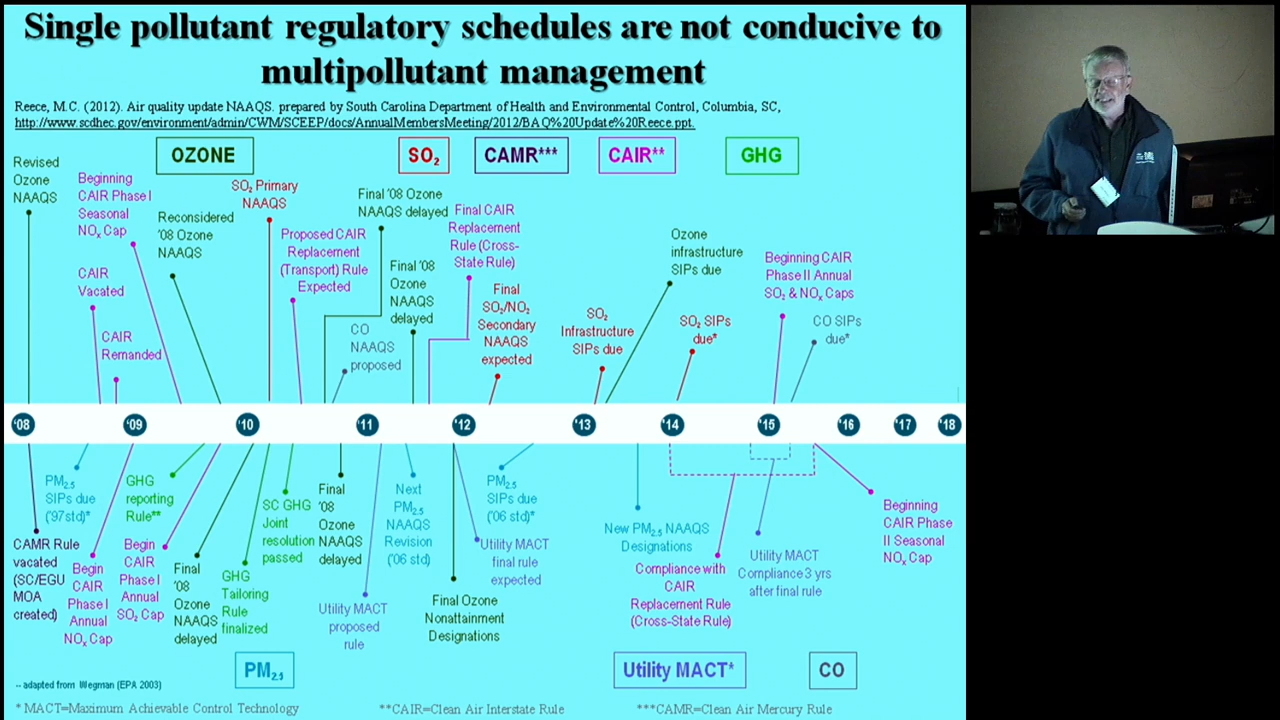 Single pollutant regulatory schedules are not conducive to
multipollutant management
Reece, M.C. (2012). Air quality update NAAQS. prepared by South Carolina Department of Health and Environmental Control, Columbia, SC,
http://www.scdhec.gov/environment/admin/CWM/SCEEP/docs/AnnualMembersMeeting/2012/BAQ%20Update%20Reece.ppt.
OZONE
SO₂
CAMR***
CAIR**
GHG
Revised
Ozone
NAAQS
Beginning
CAIR Phase I
Seasonal
NOₓ Cap
CAIR
Vacated
CAIR
Remanded
Reconsidered
'08 Ozone
NAAQS
SO₂ Primary
NAAQS
Proposed CAIR
Replacement
(Transport) Rule
Expected
Final '08 Ozone
NAAQS delayed
CO
NAAQS
proposed
Final '08
Ozone
NAAQS
delayed
Final CAIR
Replacement
Rule (Cross-
State Rule)
Final
SO₂/NO₂
Secondary
NAAQS
expected
SO₂
Infrastructure
SIPs due
Ozone
infrastructure
SIPs due
SO₂ SIPs
due*
Beginning CAIR
Phase II Annual
SO₂ & NOₓ Caps
CO SIPs
due*
'08
'09
'10
'11
'12
'13
'14
'15
'16
'17
'18
CAMR Rule
vacated
(SC/EGU
MOA
created)
PM₂.₅
SIPs due
('97std)*
Begin
CAIR
Phase I
Annual
NOₓ Cap
GHG
reporting
Rule**
Begin
CAIR
Phase I
Annual
SO₂ Cap
Final
'08
Ozone
NAAQS
delayed
GHG
Tailoring
Rule
finalized
SC GHG
Joint
resolution
passed
Final
'08
Ozone
NAAQS
delayed
Utility MACT
proposed
rule
Next
PM₂.₅
NAAQS
Revision
('06 std)
Final Ozone
Nonattainment
Designations
PM₂.₅
SIPs due
('06 std)*
Utility MACT
final rule
expected
New PM₂.₅ NAAQS
Designations
Compliance with
CAIR
Replacement Rule
(Cross-State Rule)
Utility MACT
Compliance 3 yrs
after final rule
Beginning
CAIR Phase
II Seasonal
NOₓ Cap
PM₂.₅
Utility MACT*
CO
-- adapted from Wegman (EPA 2003)
* MACT=Maximum Achievable Control Technology
**CAIR=Clean Air Interstate Rule
***CAMR=Clean Air Mercury Rule